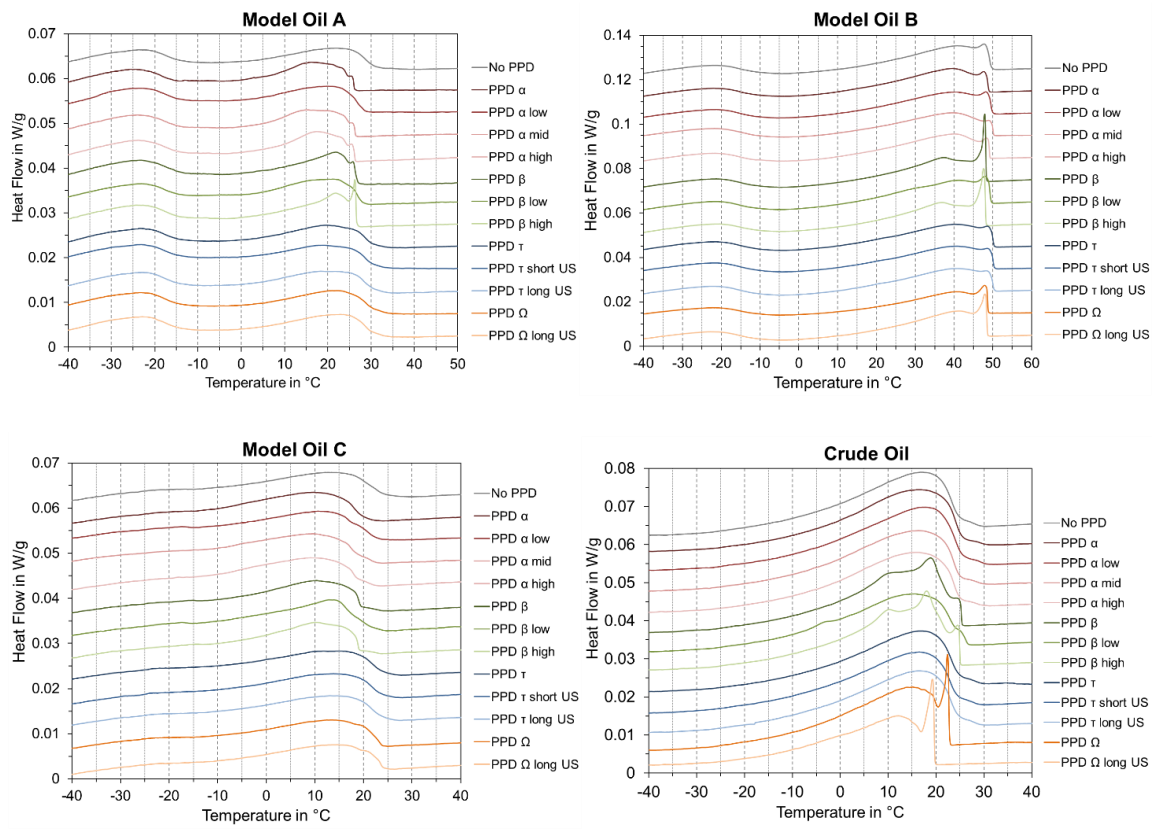 Model Oil A
Heat Flow in W/g
0.07
0.06
0.05
0.04
0.03
0.02
0.01
0
-40 -30 -20 -10 0 10 20 30 40 50
Temperature in °C
No PPD
PPD α
PPD α low
PPD α mid
PPD α high
PPD β
PPD β low
PPD β high
PPD τ
PPD τ short US
PPD τ long US
PPD Ω
PPD Ω long US
Model Oil B
Heat Flow in W/g
0.14
0.12
0.1
0.08
0.06
0.04
0.02
0
-40 -30 -20 -10 0 10 20 30 40 50 60
Temperature in °C
No PPD
PPD α
PPD α low
PPD α mid
PPD α high
PPD β
PPD β low
PPD β high
PPD τ
PPD τ short US
PPD τ long US
PPD Ω
PPD Ω long US
Model Oil C
Heat Flow in W/g
0.07
0.06
0.05
0.04
0.03
0.02
0.01
0
-40 -30 -20 -10 0 10 20 30 40
Temperature in °C
No PPD
PPD α
PPD α low
PPD α mid
PPD α high
PPD β
PPD β low
PPD β high
PPD τ
PPD τ short US
PPD τ long US
PPD Ω
PPD Ω long US
Crude Oil
Heat Flow in W/g
0.08
0.07
0.06
0.05
0.04
0.03
0.02
0.01
0
-40 -30 -20 -10 0 10 20 30 40
Temperature in °C
No PPD
PPD α
PPD α low
PPD α mid
PPD α high
PPD β
PPD β low
PPD β high
PPD τ
PPD τ short US
PPD τ long US
PPD Ω
PPD Ω long US